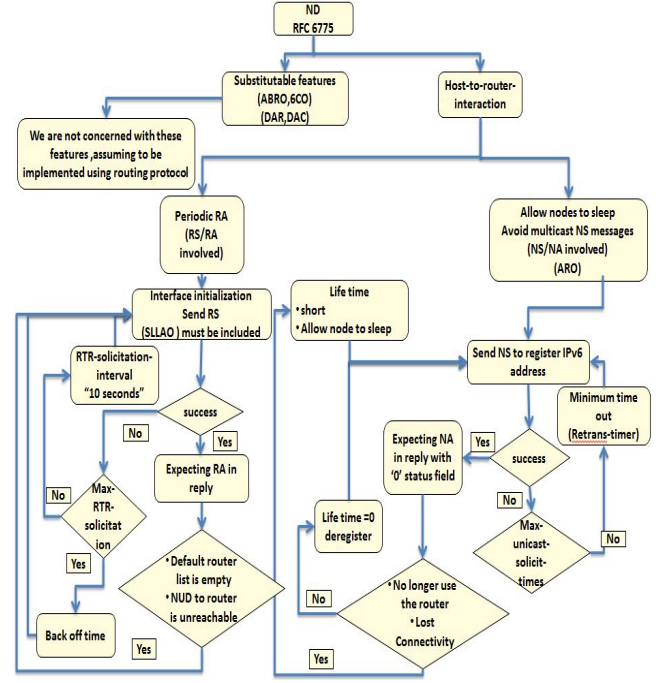 ND
RFC 6775
Substitutable features
(ABRO,6CO)
(DAR,DAC)
Host-to-router-
interaction
We are not concerned with these
features ,assuming to be
implemented using routing protocol
Periodic RA
(RS/RA
involved)
Allow nodes to sleep
Avoid multicast NS messages
(NS/NA involved)
(ARO)
Interface initialization
Send RS
(SLLAO ) must be included
Life time
• short
• Allow node to sleep
RTR-solicitation-
interval
“10 seconds”
Send NS to register IPv6
address
Minimum time
out
(Retrans-timer)
success
No
Yes
Expecting NA
in reply with
‘0’ status field
Yes
success
No
Expecting RA in
reply
Max-
RTR-
solicitat
ion
No
Yes
Life time =0
deregister
Max-
unicast-
solicit-
times
No
• Default router
list is empty
• NUD to router
is unreachable
Yes
• No longer use
the router
• Lost
Connectivity
No
Yes
Back off time